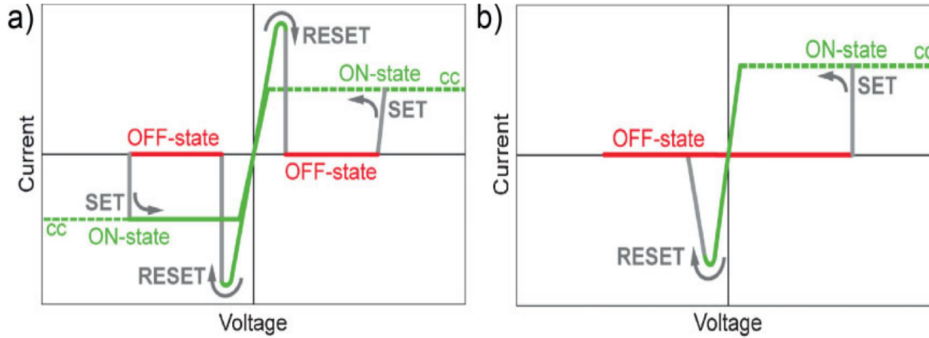 a)
RESET
ON-state
cc
SET
OFF-state
OFF-state
SET
cc
ON-state
RESET
Current
Voltage
b)
ON-state
cc
SET
OFF-state
RESET
Current
Voltage